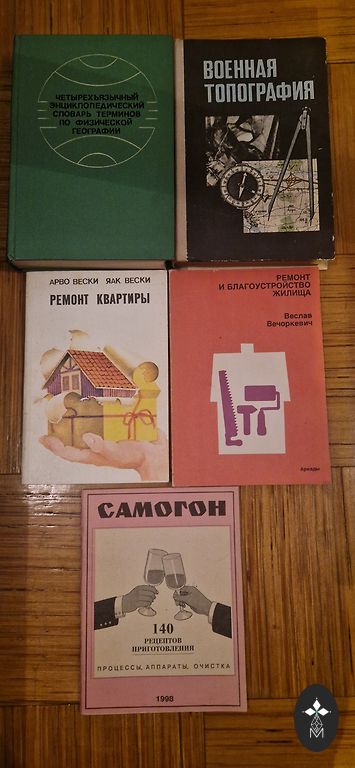 ЧЕТЫРЕХЪЯЗЫЧНЫЙ
ЭНЦИКЛОПЕДИЧЕСКИЙ
СЛОВАРЬ ТЕРМИНОВ
ПО ФИЗИЧЕСКОЙ
ГЕОГРАФИИ
ВОЕННАЯ
ТОПОГРАФИЯ
АРВО ВЕСКИ ЯАК ВЕСКИ
РЕМОНТ КВАРТИРЫ
РЕМОНТ
И БЛАГОУСТРОЙСТВО
ЖИЛИЩА
Веслав
Вечоркевич
Аркады
САМОГОН
140
РЕЦЕПТОВ
ПРИГОТОВЛЕНИЯ
ПРОЦЕССЫ, АППАРАТЫ, ОЧИСТКА
1998
M